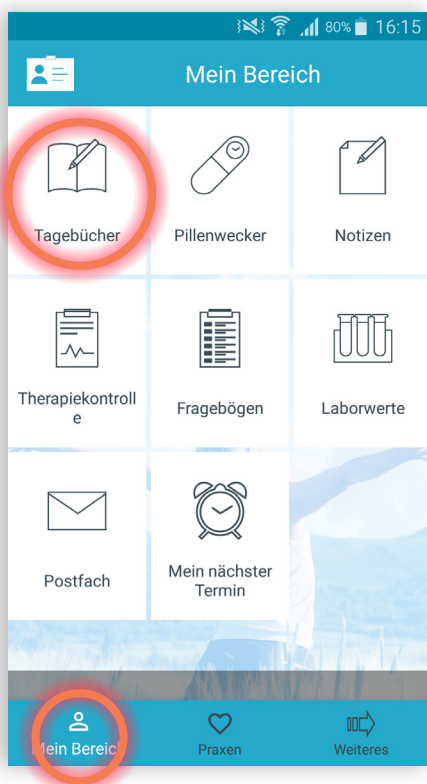 80% 16:15
Mein Bereich
Tagebücher
Pillenwecker
Notizen
Therapiekontroll
e
Fragebögen
Laborwerte
Postfach
Mein nächster
Termin
Mein Bereich
Praxen
Weiteres